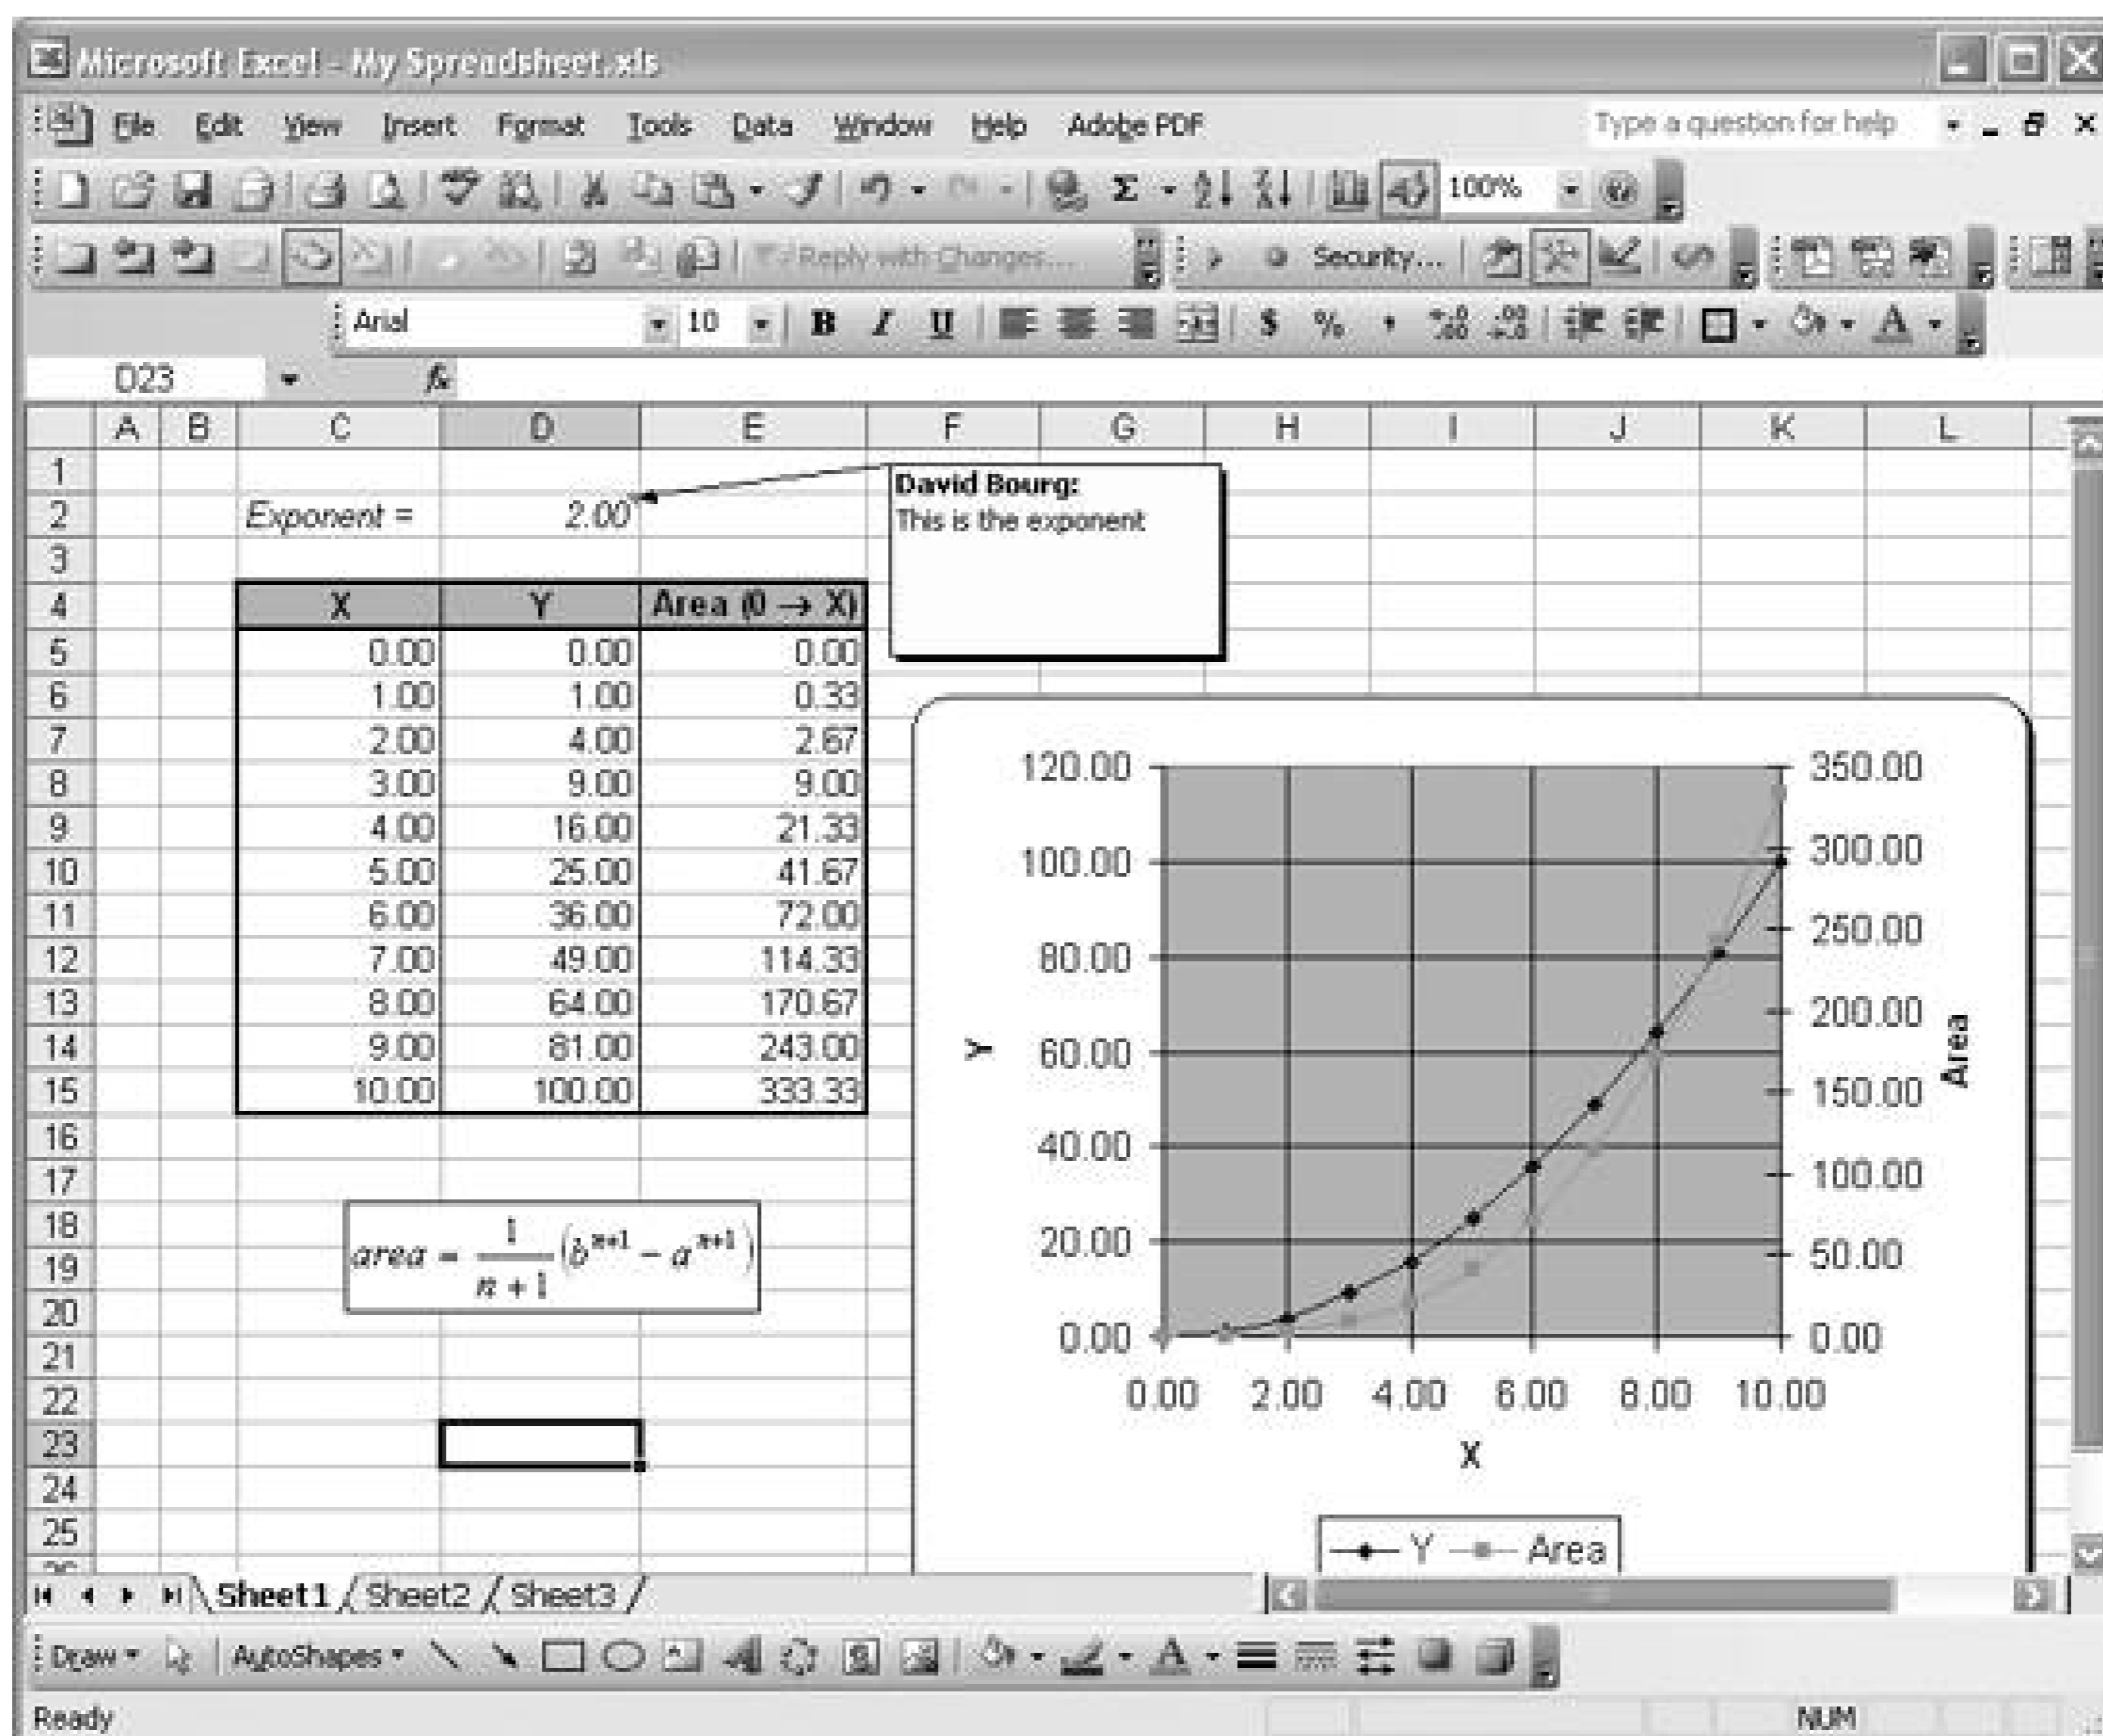 Microsoft Excel - My Spreadsheet.xls
File Edit View Insert Format Tools Data Window Help Adobe PDF Type a question for help
100%
Reply with Changes... Security...
Arial 10 B I U $ % ,
D23 fx
A B C D E F G H I J K L
1
2 Exponent = 2.00
David Bourg:
This is the exponent
3
4 X Y Area (0 → X)
5 0.00 0.00 0.00
6 1.00 1.00 0.33
7 2.00 4.00 2.67
8 3.00 9.00 9.00
9 4.00 16.00 21.33
10 5.00 25.00 41.67
11 6.00 36.00 72.00
12 7.00 49.00 114.33
13 8.00 64.00 170.67
14 9.00 81.00 243.00
15 10.00 100.00 333.33
16
17
18
19
20
21
22
23
24
25
area = 1/(n + 1) (b^(n+1) − a^(n+1))
120.00 350.00
100.00 300.00
80.00 250.00
60.00 200.00
40.00 150.00
20.00 100.00
0.00 50.00
0.00
Y
Area
0.00 2.00 4.00 6.00 8.00 10.00
X
Y Area
Sheet1 Sheet2 Sheet3
Draw AutoShapes A
Ready NUM